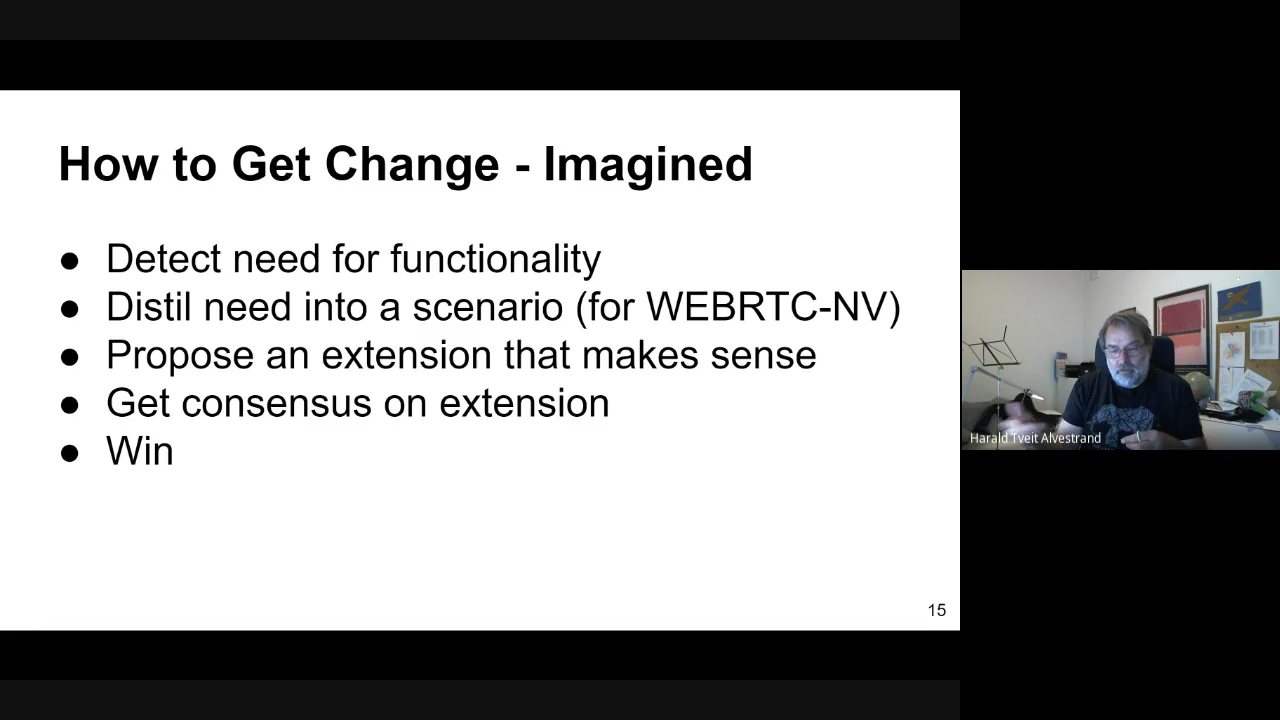 How to Get Change - Imagined
● Detect need for functionality
● Distil need into a scenario (for WEBRTC-NV)
● Propose an extension that makes sense
● Get consensus on extension
● Win
15
Harald Tveit Alvestrand